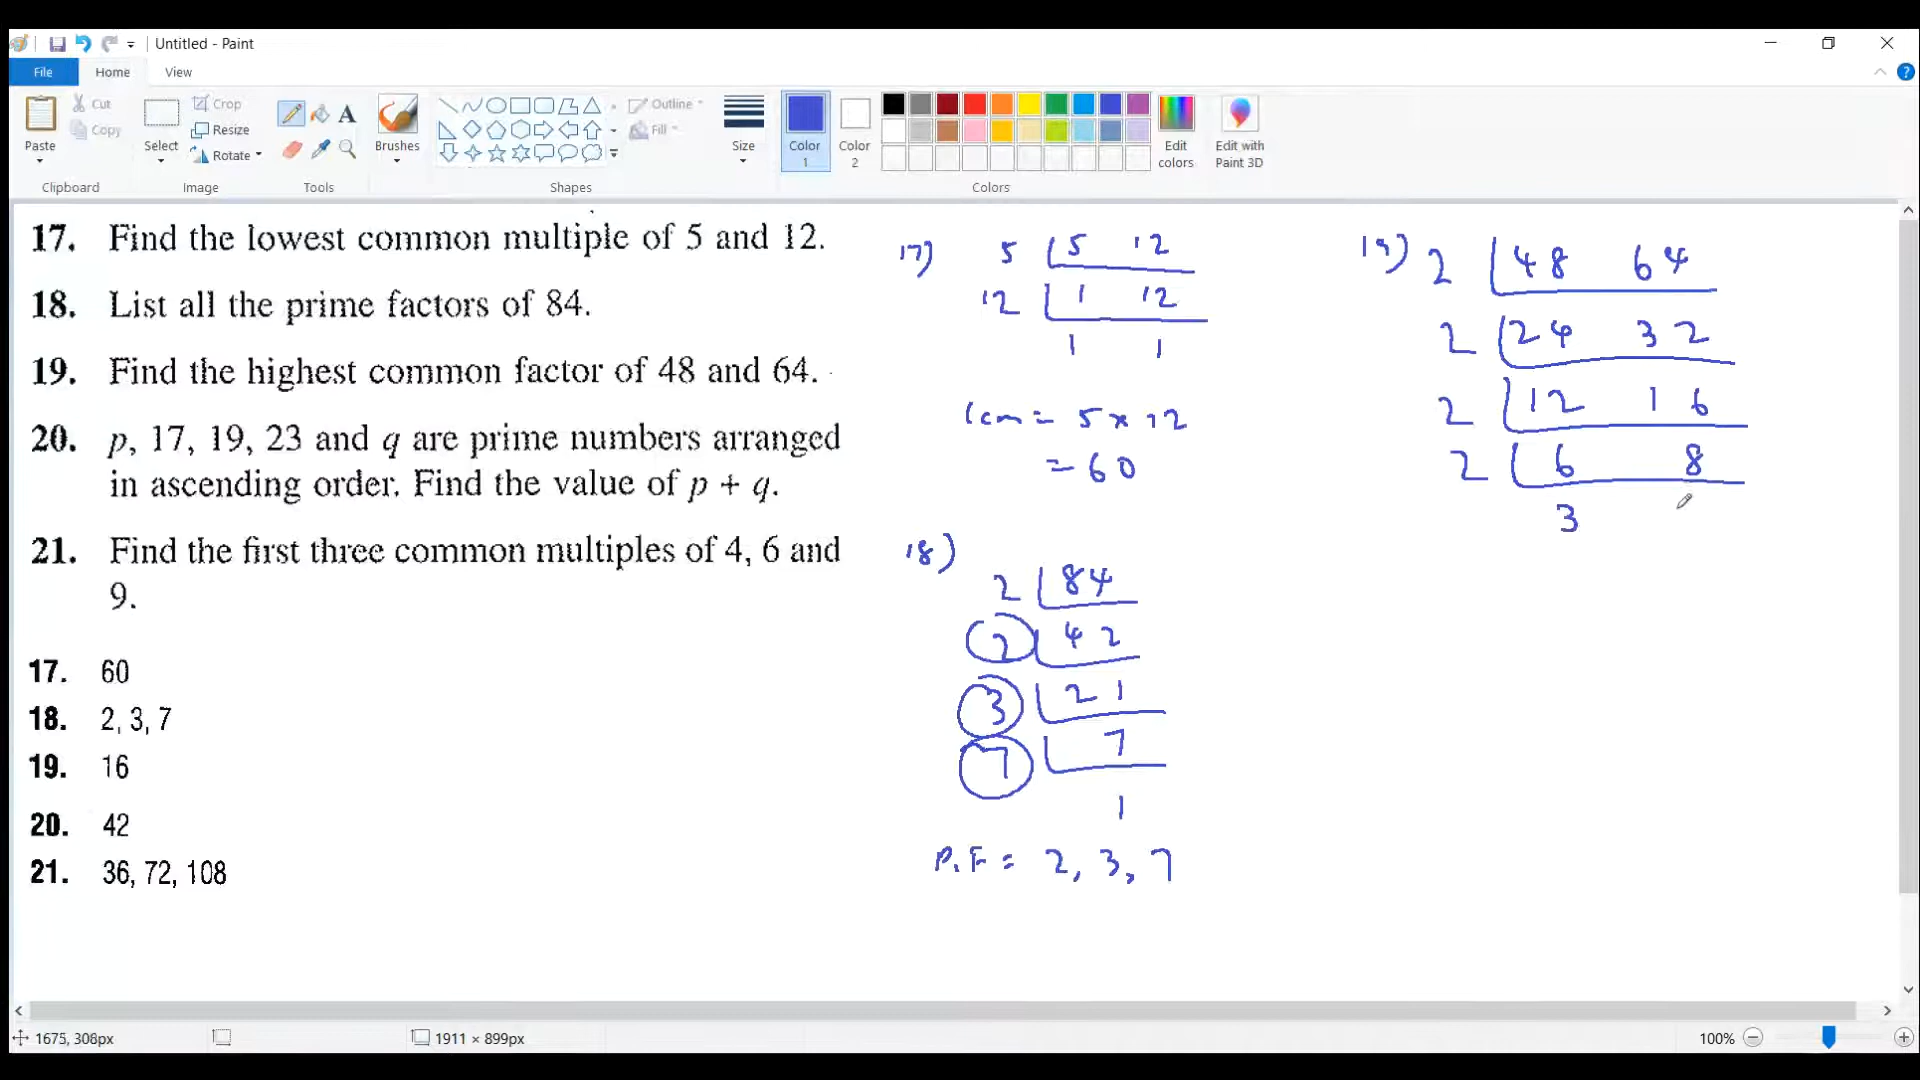 Untitled - Paint
File Home View
Paste
Cut
Copy
Clipboard
Select
Crop
Resize
Rotate
Image
Tools
Brushes
Outline
Fill
Shapes
Size
Color 1
Color 2
Edit colors
Colors
Edit with Paint 3D
17. Find the lowest common multiple of 5 and 12.
18. List all the prime factors of 84.
19. Find the highest common factor of 48 and 64.
20. p, 17, 19, 23 and q are prime numbers arranged
in ascending order. Find the value of p + q.
21. Find the first three common multiples of 4, 6 and
9.
17. 60
18. 2, 3, 7
19. 16
20. 42
21. 36, 72, 108
17) 5 5 12
12 1 12
1 1
lcm = 5 x 12
= 60
18)
2 84
2 42
3 21
7 7
1
P.F = 2, 3, 7
19) 2 48 64
2 24 32
2 12 16
2 6 8
3
1675, 308px
1911 × 899px
100%